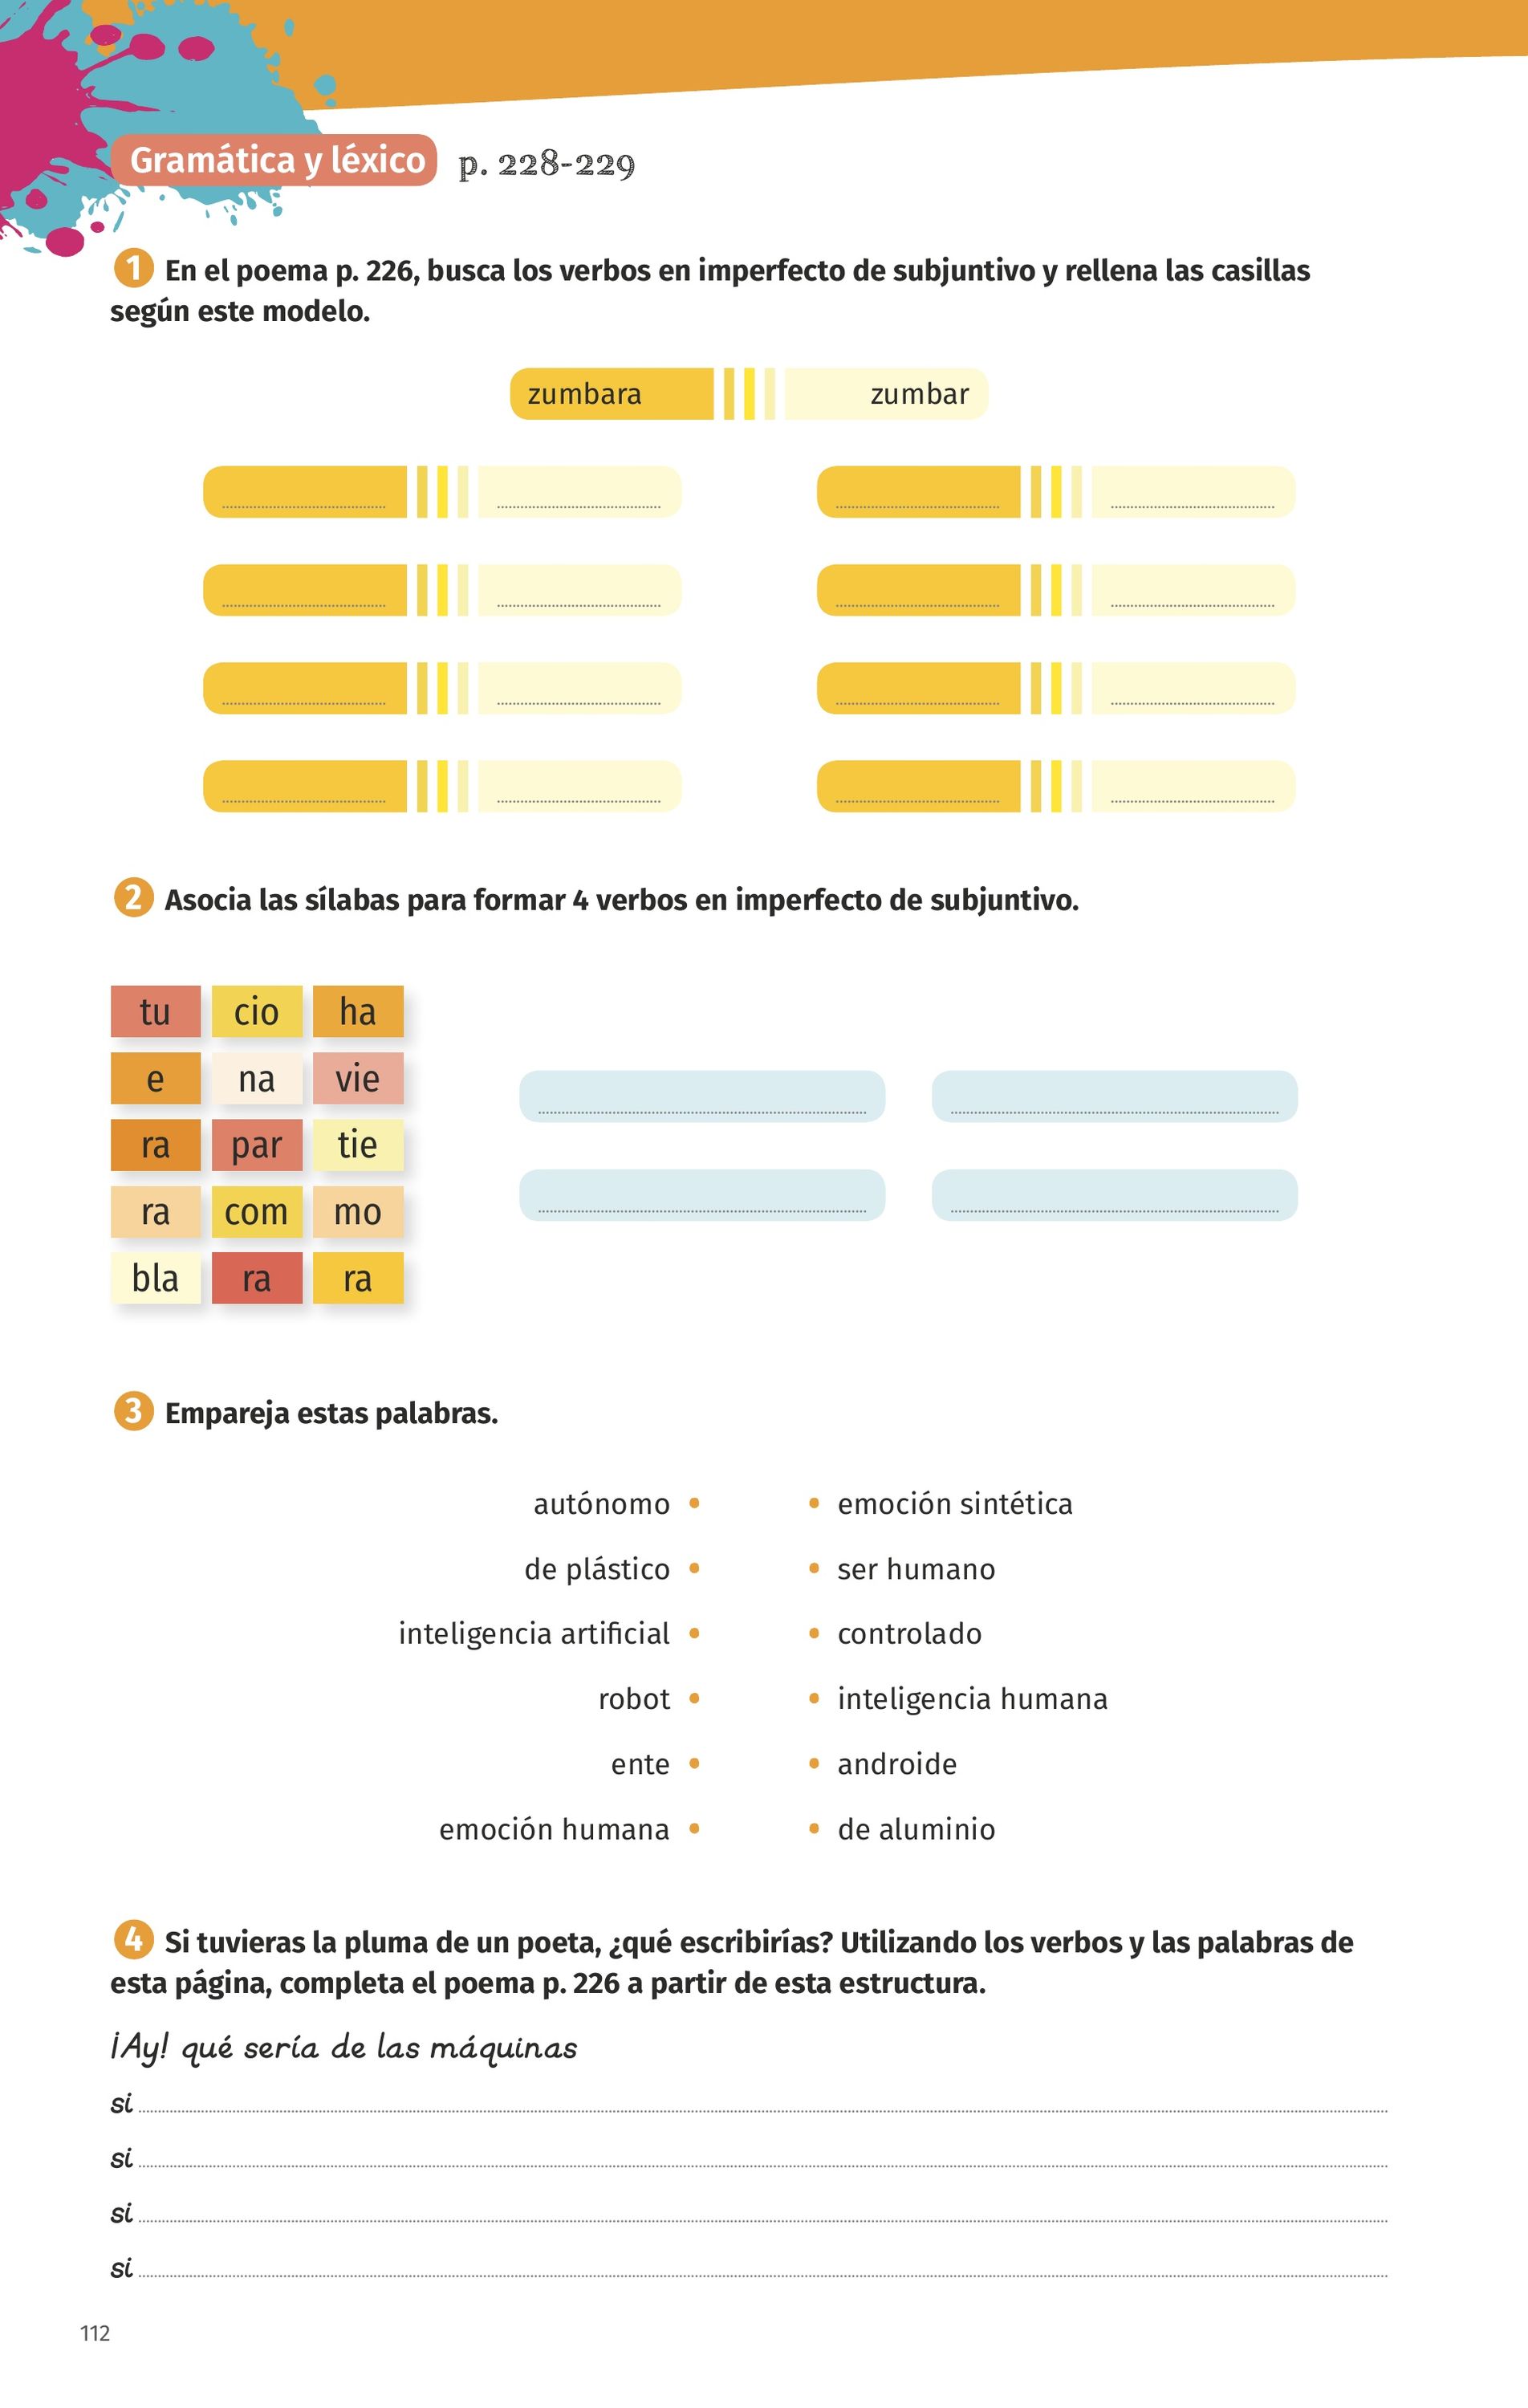 Gramática y léxico p. 228-229
1 En el poema p. 226, busca los verbos en imperfecto de subjuntivo y rellena las casillas
según este modelo.
zumbara zumbar
2 Asocia las sílabas para formar 4 verbos en imperfecto de subjuntivo.
tu cio ha
e na vie
ra par tie
ra com mo
bla ra ra
3 Empareja estas palabras.
autónomo • • emoción sintética
de plástico • • ser humano
inteligencia artificial • • controlado
robot • • inteligencia humana
ente • • androide
emoción humana • • de aluminio
4 Si tuvieras la pluma de un poeta, ¿qué escribirías? Utilizando los verbos y las palabras de
esta página, completa el poema p. 226 a partir de esta estructura.
¡Ay! qué sería de las máquinas
si
si
si
si
112